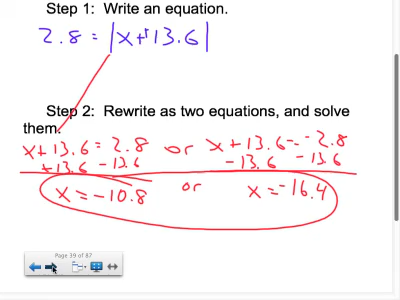 Step 1: Write an equation.
2.8 = |x+13.6|
Step 2: Rewrite as two equations, and solve
them.
x+13.6=2.8 or x+13.6=-2.8
+13.6 -13.6 -13.6 -13.6
x=-10.8 or x=-16.4
Page 39 of 87